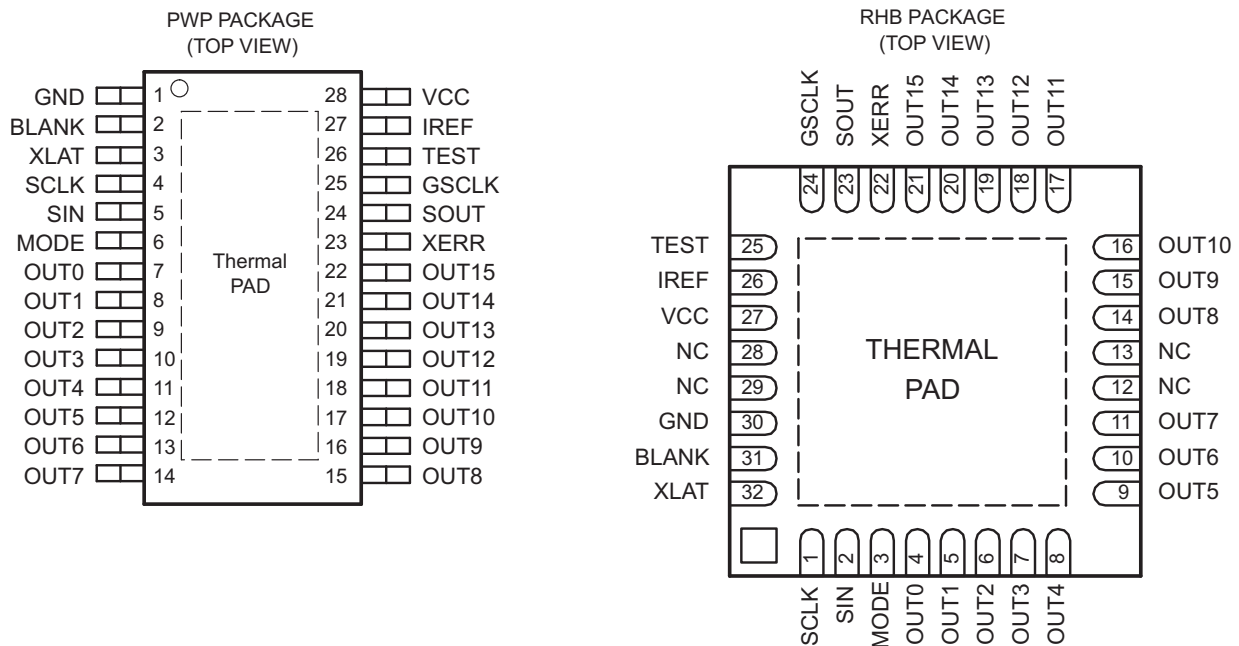 PWP PACKAGE
(TOP VIEW)
GND 1 28 VCC
BLANK 2 27 IREF
XLAT 3 26 TEST
SCLK 4 25 GSCLK
SIN 5 24 SOUT
MODE 6 23 XERR
OUT0 7 22 OUT15
OUT1 8 21 OUT14
OUT2 9 20 OUT13
OUT3 10 19 OUT12
OUT4 11 18 OUT11
OUT5 12 17 OUT10
OUT6 13 16 OUT9
OUT7 14 15 OUT8
Thermal
PAD
RHB PACKAGE
(TOP VIEW)
GSCLK SOUT XERR OUT15 OUT14 OUT13 OUT12 OUT11
24 23 22 21 20 19 18 17
TEST 25 16 OUT10
IREF 26 15 OUT9
VCC 27 14 OUT8
NC 28 13 NC
NC 29 12 NC
GND 30 11 OUT7
BLANK 31 10 OUT6
XLAT 32 9 OUT5
THERMAL
PAD
1 2 3 4 5 6 7 8
SCLK SIN MODE OUT0 OUT1 OUT2 OUT3 OUT4